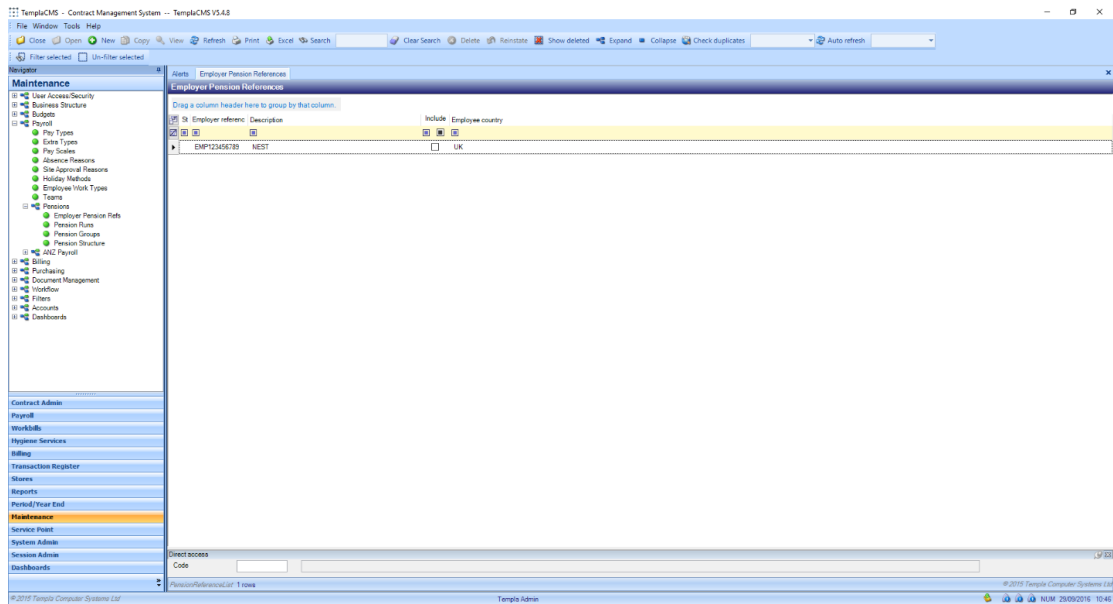 TemplaCMS - Contract Management System -- TemplaCMS V5.4.8
File Window Tools Help
Close Open New Copy View Refresh Print Excel Search Clear Search Delete Reinstate Show deleted Expand Collapse Check duplicates Auto refresh
Filter selected Un-filter selected
Navigator
Maintenance
User Access/Security
Business Structure
Budgets
Payroll
Pay Types
Extra Types
Pay Scales
Absence Reasons
Site Approval Reasons
Holiday Methods
Employee Work Types
Teams
Pensions
Employer Pension Refs
Pension Runs
Pension Groups
Pension Structure
ANZ Payroll
Billing
Purchasing
Document Management
Workflow
Filters
Accounts
Dashboards
Contract Admin
Payroll
Workbills
Hygiene Services
Billing
Transaction Register
Stores
Reports
Period/Year End
Maintenance
Service Point
System Admin
Session Admin
Dashboards
Alerts Employer Pension References
Employer Pension References
Drag a column header here to group by that column.
St Employer referenc Description Include Employee country
EMP123456789 NEST UK
Direct access
Code
PensionReferenceList 1 rows © 2015 Templa Computer Systems Ltd
© 2015 Templa Computer Systems Ltd Templa Admin NUM 29/09/2016 10:46